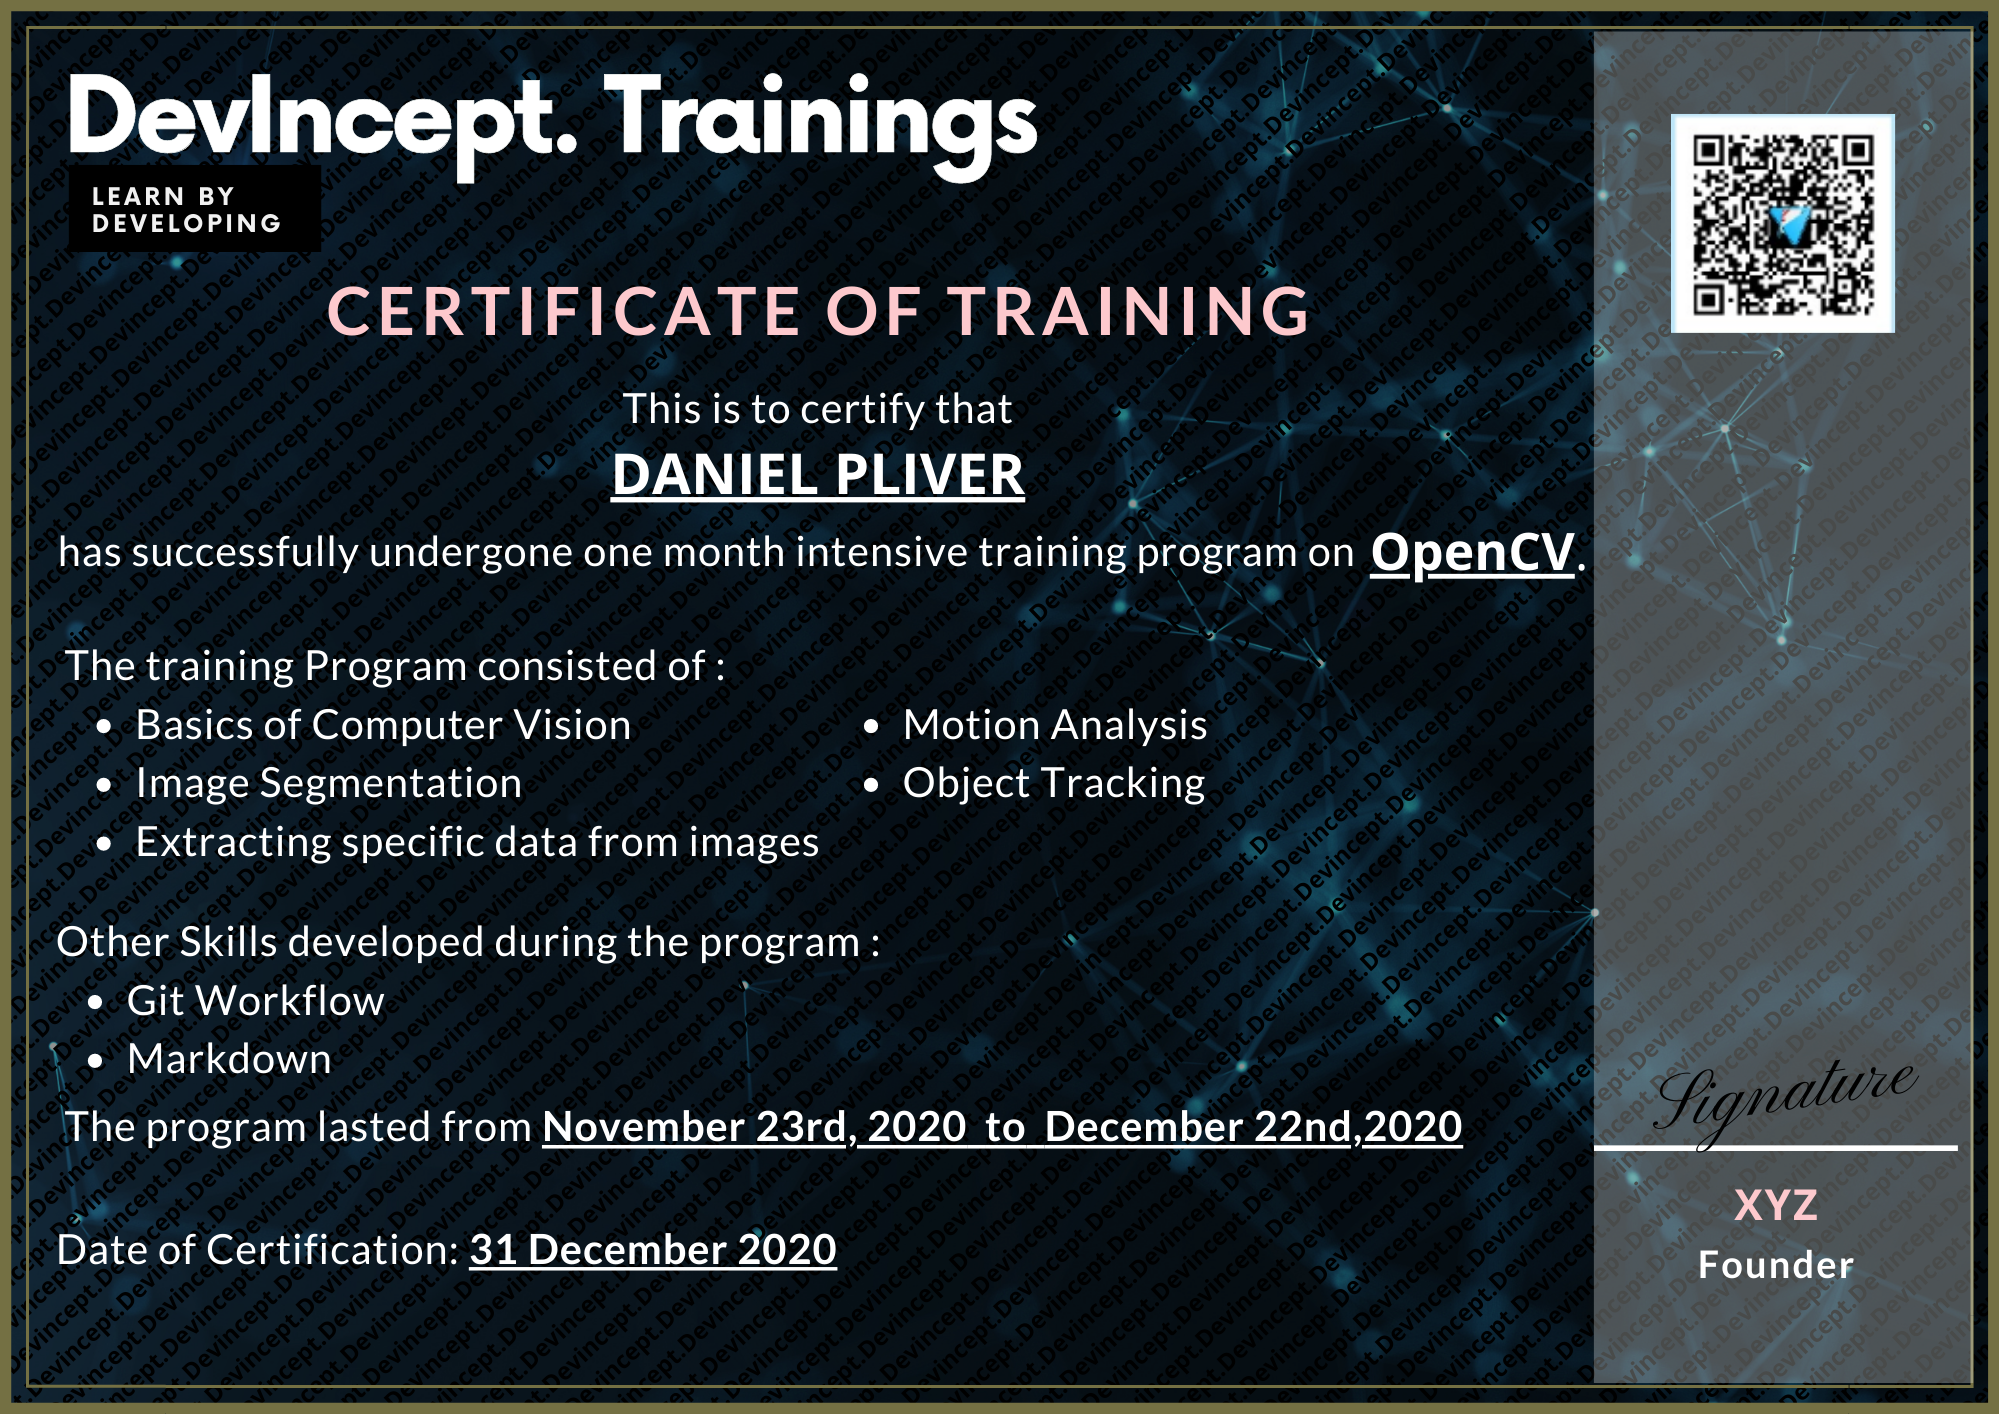 DevIncept. Trainings
LEARN BY
DEVELOPING
CERTIFICATE OF TRAINING
This is to certify that
DANIEL PLIVER
has successfully undergone one month intensive training program on OpenCV.
The training Program consisted of :
• Basics of Computer Vision
• Image Segmentation
• Extracting specific data from images
• Motion Analysis
• Object Tracking
Other Skills developed during the program :
• Git Workflow
• Markdown
The program lasted from November 23rd, 2020 to December 22nd,2020
Date of Certification: 31 December 2020
Signature
XYZ
Founder